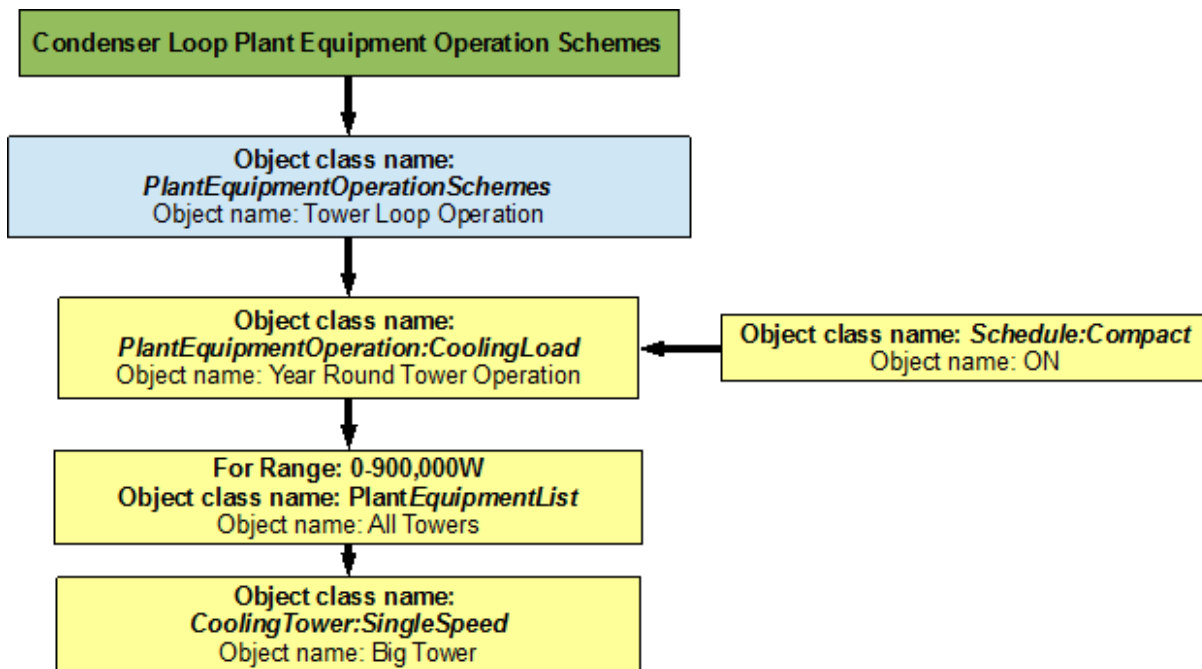 Condenser Loop Plant Equipment Operation Schemes
Object class name:
PlantEquipmentOperationSchemes
Object name: Tower Loop Operation
Object class name:
PlantEquipmentOperation:CoolingLoad
Object name: Year Round Tower Operation
Object class name: Schedule:Compact
Object name: ON
For Range: 0-900,000W
Object class name: PlantEquipmentList
Object name: All Towers
Object class name:
CoolingTower:SingleSpeed
Object name: Big Tower